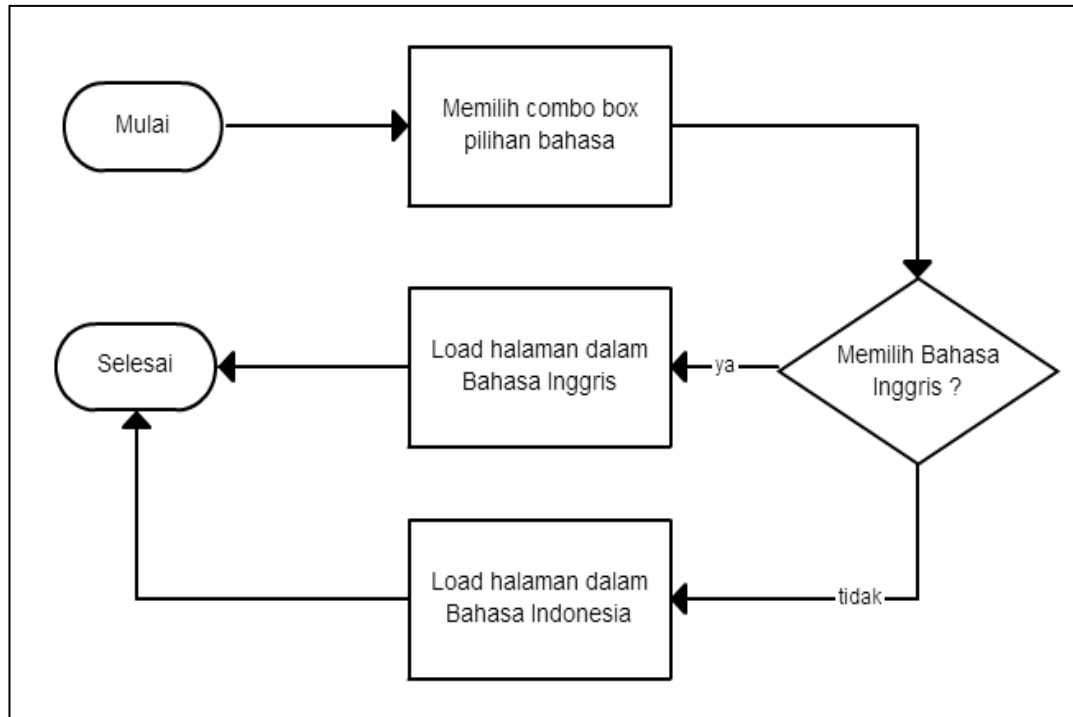 Mulai
Memilih combo box
pilihan bahasa
Memilih Bahasa
Inggris ?
ya
Load halaman dalam
Bahasa Inggris
Selesai
tidak
Load halaman dalam
Bahasa Indonesia